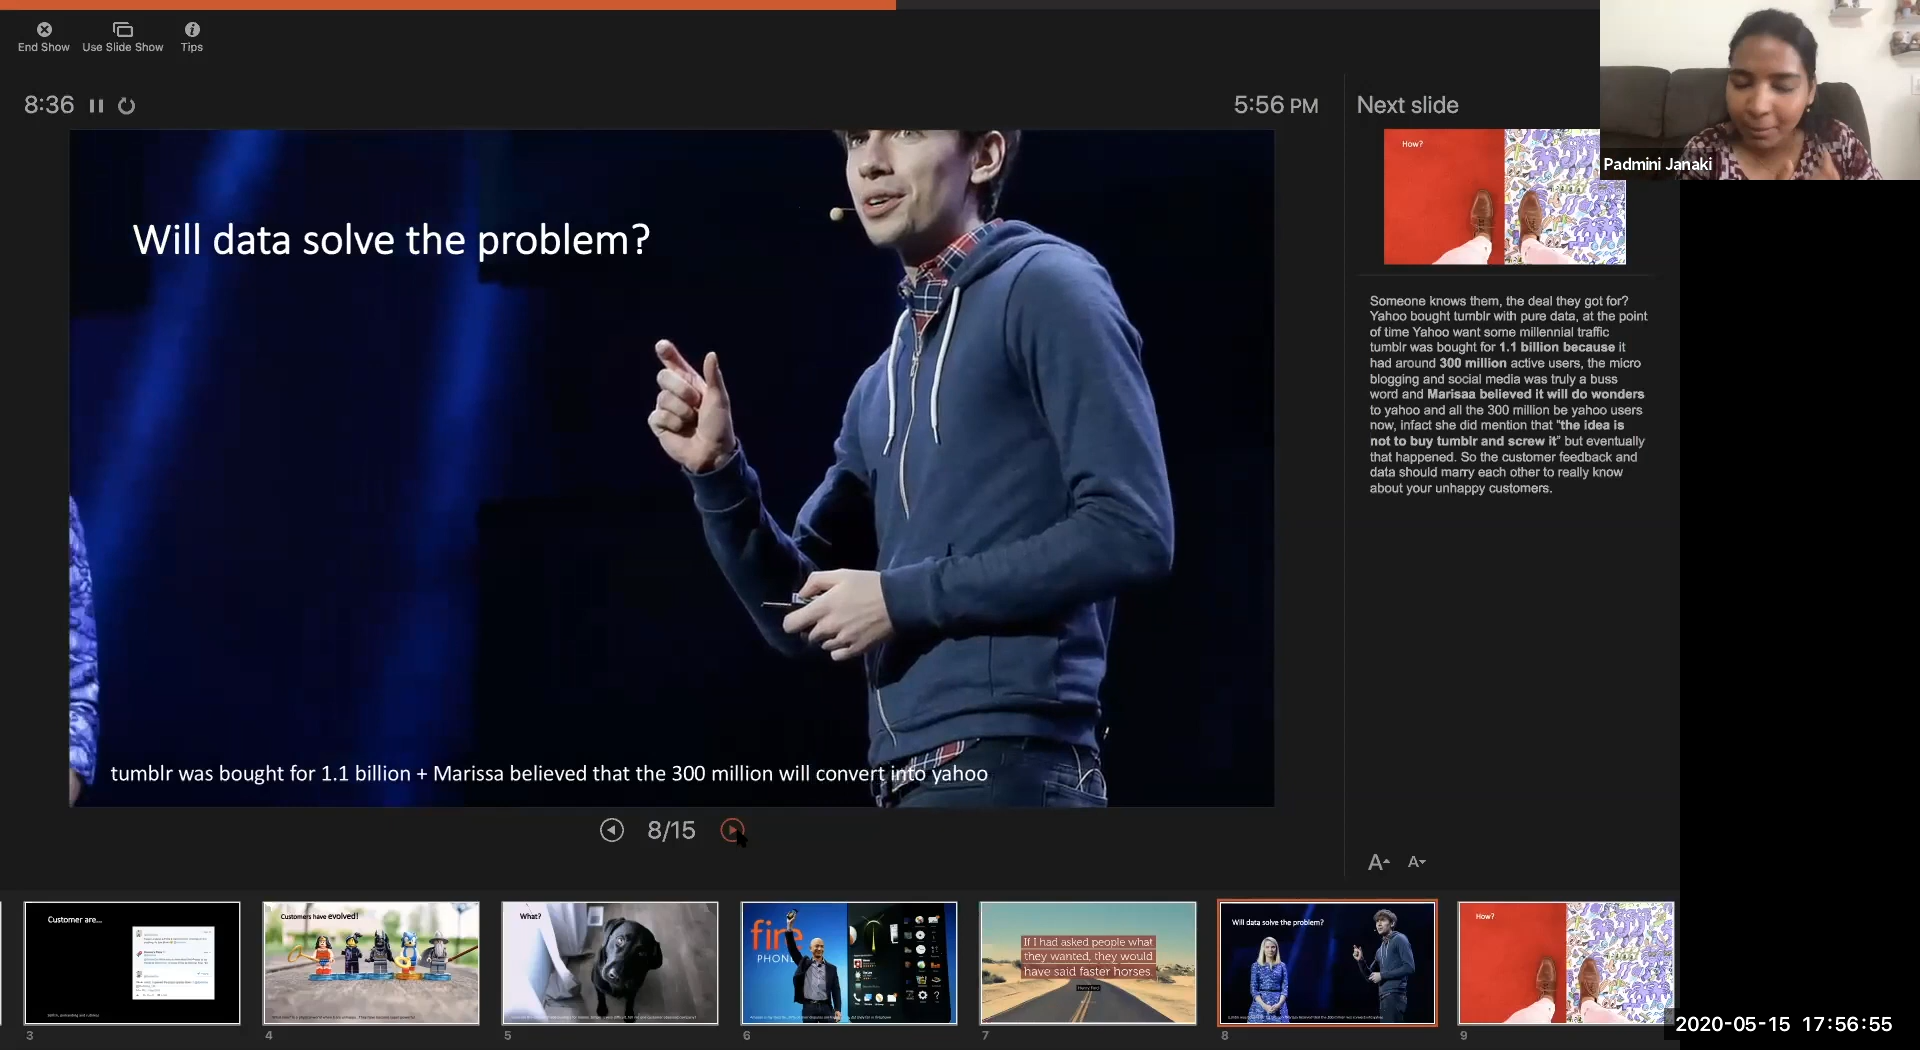 End Show
Use Slide Show
Tips
8:36
5:56 PM
Next slide
How?
Padmini Janaki
Will data solve the problem?
tumblr was bought for 1.1 billion + Marissa believed that the 300 million will convert into yahoo
Someone knows them, the deal they got for?
Yahoo bought tumblr with pure data, at the point
of time Yahoo want some millennial traffic
tumblr was bought for 1.1 billion because it
had around 300 million active users, the micro
blogging and social media was truly a buss
word and Marisaa believed it will do wonders
to yahoo and all the 300 million be yahoo users
now, infact she did mention that "the idea is
not to buy tumblr and screw it" but eventually
that happened. So the customer feedback and
data should marry each other to really know
about your unhappy customers.
8/15
A
A
Customer are...
Customers have evolved!
What?
fire
PHONE
If I had asked people what
they wanted, they would
have said faster horses.
Henry Ford
Will data solve the problem?
How?
3
4
5
6
7
8
9
2020-05-15 17:56:55